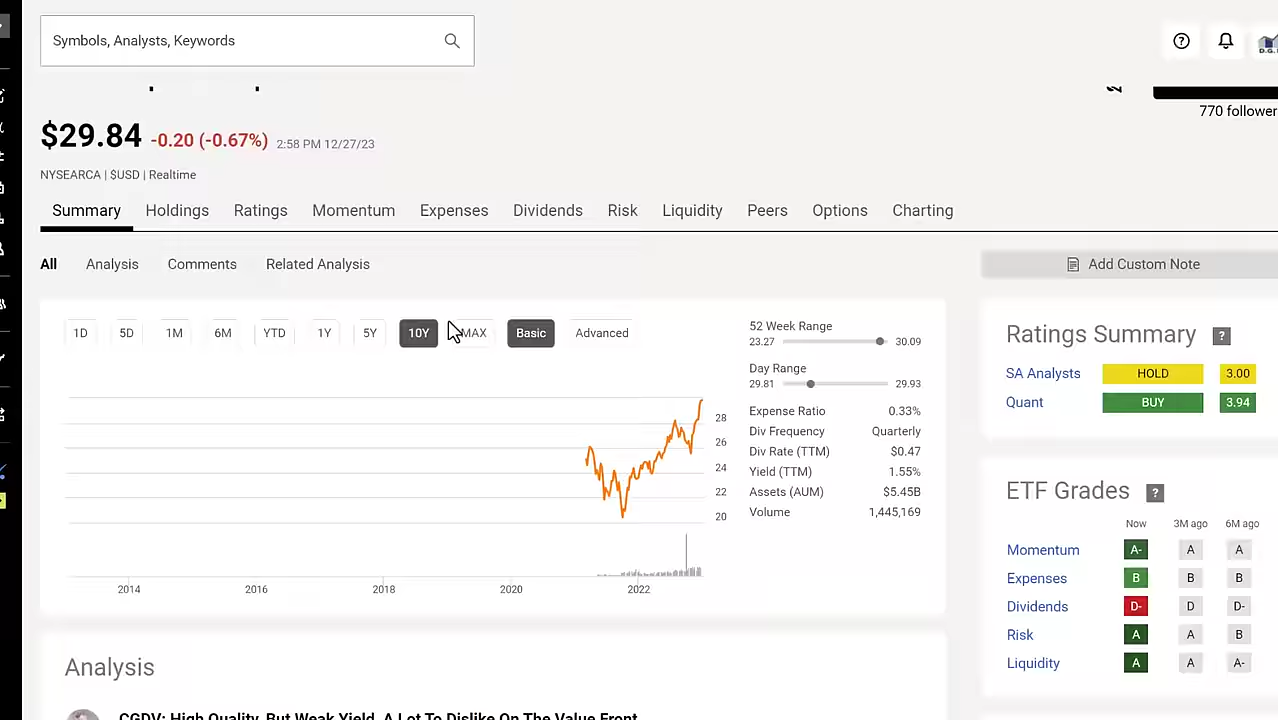 Symbols, Analysts, Keywords
770 follower
$29.84 -0.20 (-0.67%) 2:58 PM 12/27/23
NYSEARCA | $USD | Realtime
Summary Holdings Ratings Momentum Expenses Dividends Risk Liquidity Peers Options Charting
All Analysis Comments Related Analysis
Add Custom Note
1D 5D 1M 6M YTD 1Y 5Y 10Y MAX Basic Advanced
28
26
24
22
20
2014 2016 2018 2020 2022
52 Week Range
23.27 30.09
Day Range
29.81 29.93
Expense Ratio 0.33%
Div Frequency Quarterly
Div Rate (TTM) $0.47
Yield (TTM) 1.55%
Assets (AUM) $5.45B
Volume 1,445,169
Ratings Summary ?
SA Analysts HOLD 3.00
Quant BUY 3.94
ETF Grades ?
Now 3M ago 6M ago
Momentum A- A A
Expenses B B B
Dividends D- D D-
Risk A A B
Liquidity A A A-
Analysis
CGDV: High Quality, But Weak Yield, A Lot To Dislike On The Value Front